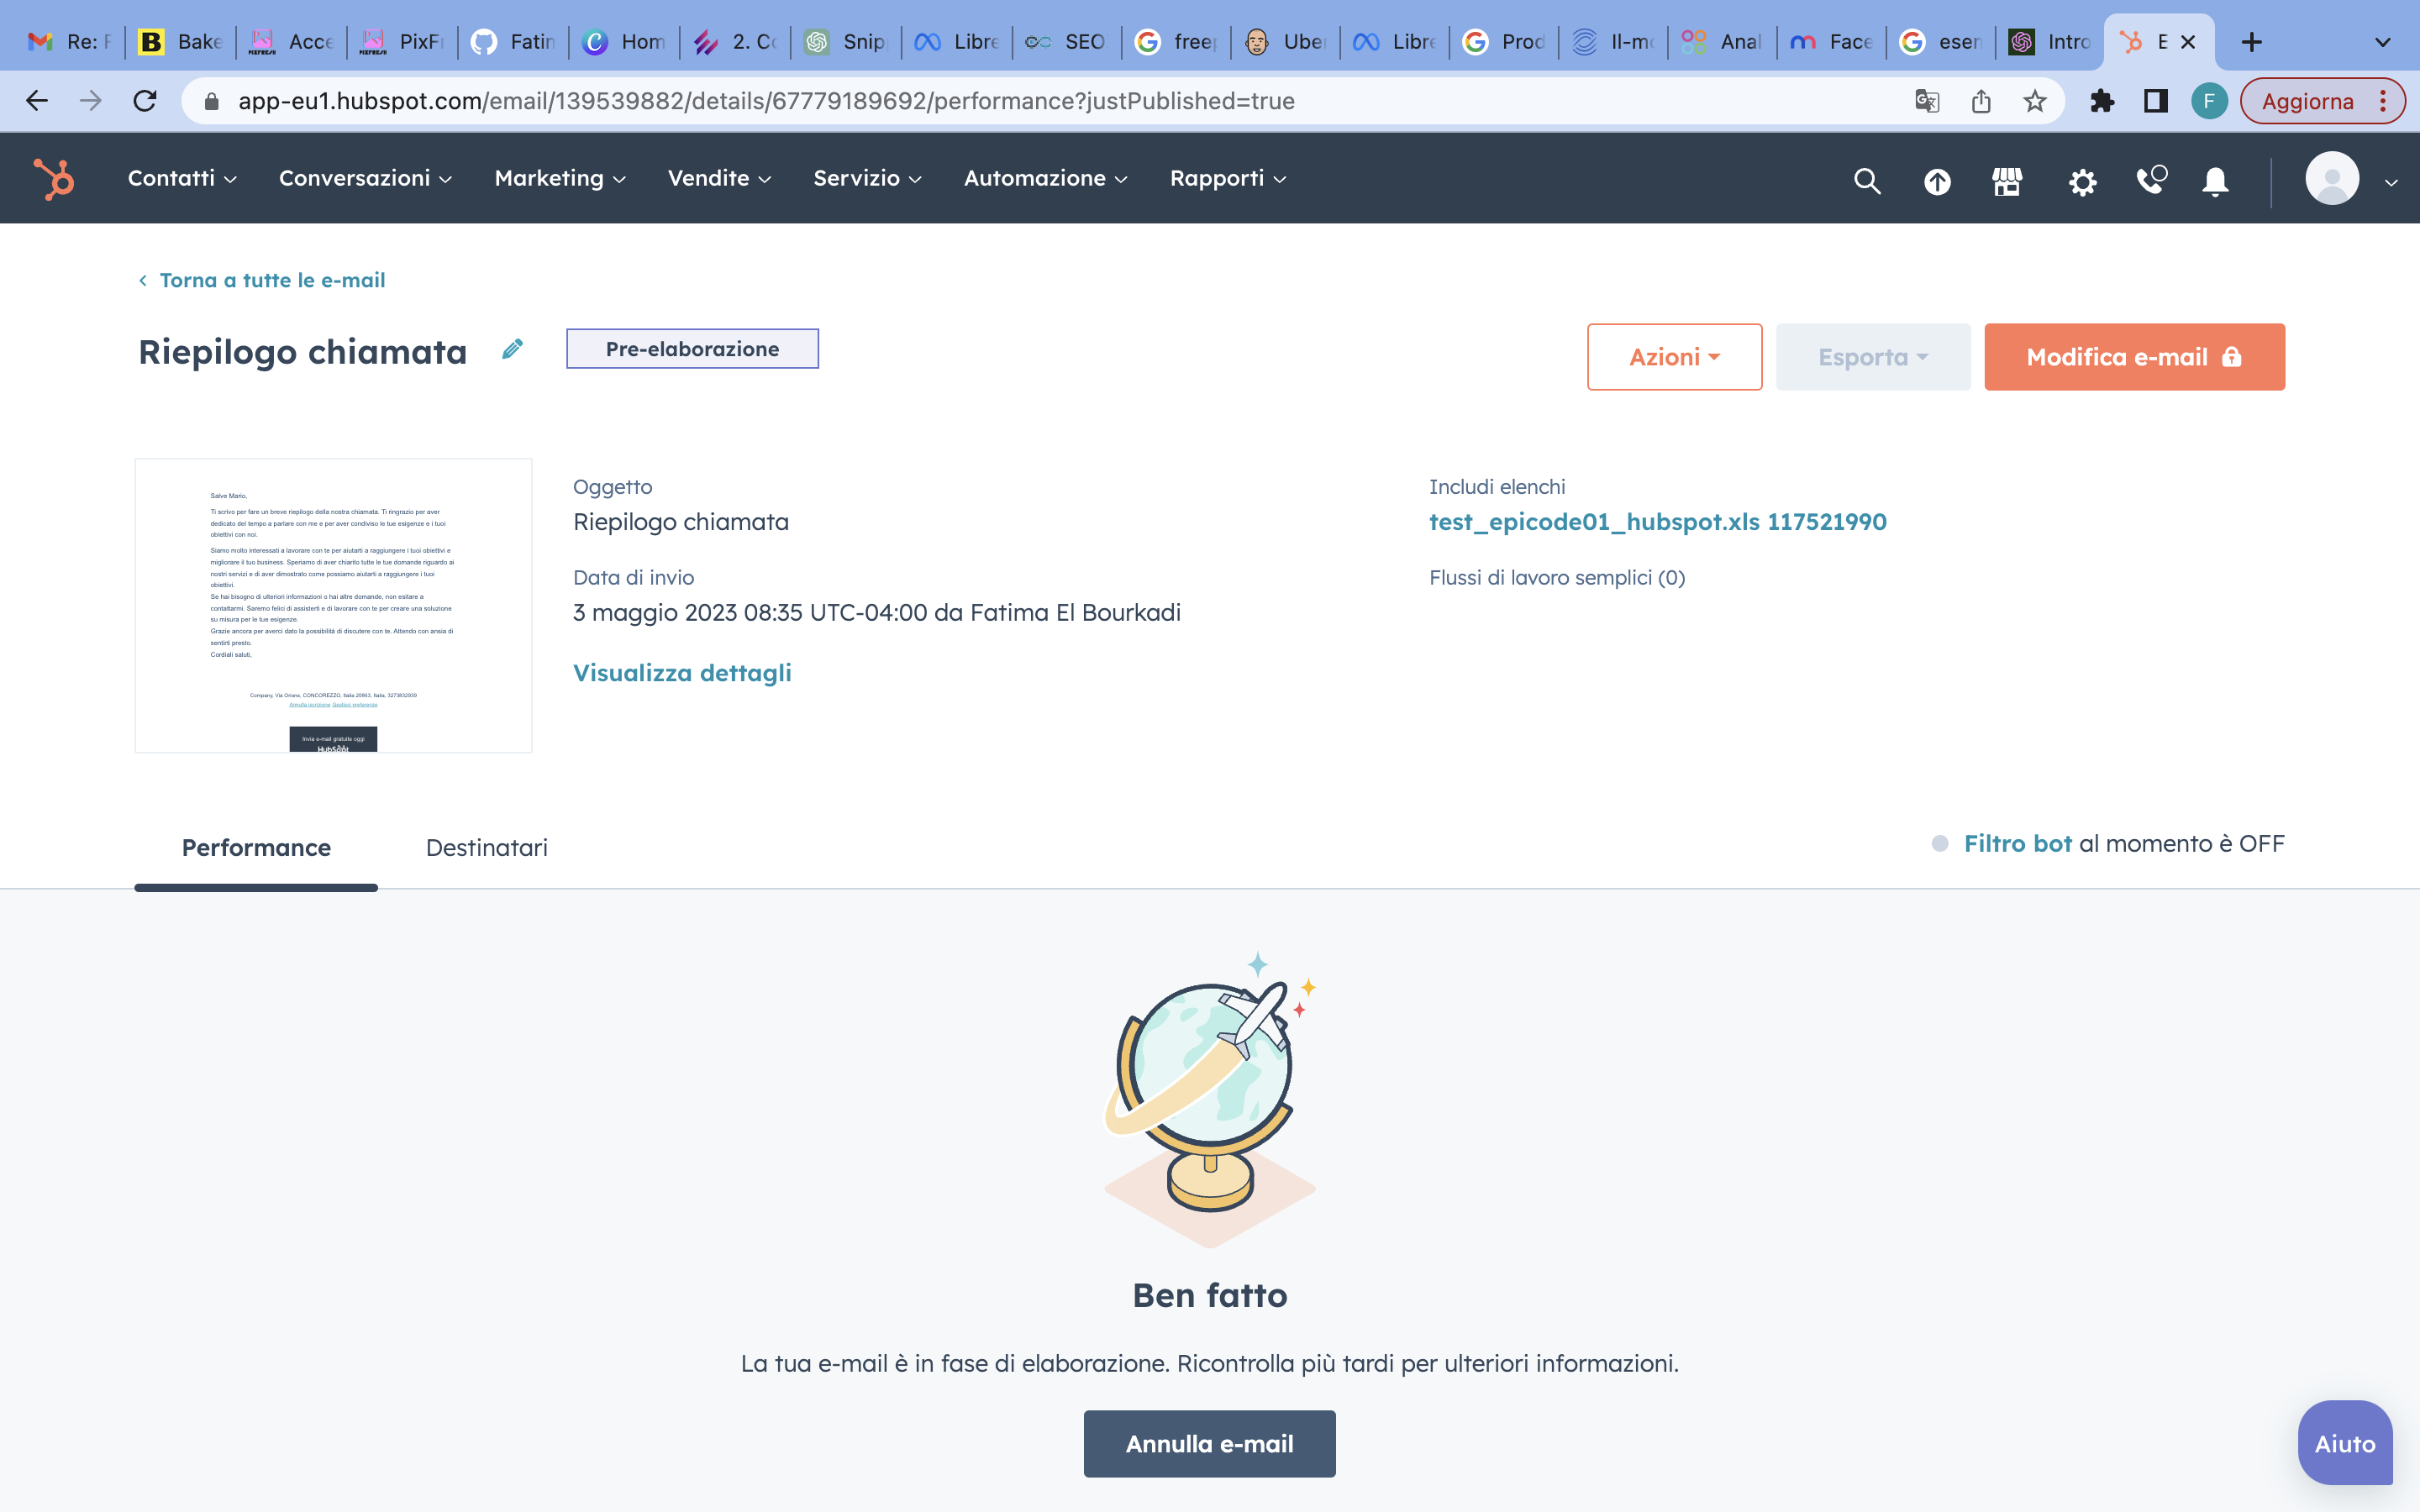 Re: F
Bake
Acce
PixFr
Fatin
Hom
2. Co
Snip
Libre
SEO
free
Uber
Libre
Prod
Il-mo
Anal
Face
esen
Intro
E
app-eu1.hubspot.com/email/139539882/details/67779189692/performance?justPublished=true
F
Aggiorna
Contatti
Conversazioni
Marketing
Vendite
Servizio
Automazione
Rapporti
Torna a tutte le e-mail
Riepilogo chiamata
Pre-elaborazione
Azioni
Esporta
Modifica e-mail
Salve Mario,
Ti scrivo per fare un breve riepilogo della nostra chiamata. Ti ringrazio per aver
dedicato del tempo a parlare con me e per aver condiviso le tue esigenze e i tuoi
obiettivi con noi.
Siamo molto interessati a lavorare con te per aiutarti a raggiungere i tuoi obiettivi e
migliorare il tuo business. Speriamo di aver chiarito tutte le tue domande riguardo ai
nostri servizi e di aver dimostrato come possiamo aiutarti a raggiungere i tuoi
obiettivi.
Se hai bisogno di ulteriori informazioni o hai altre domande, non esitare a
contattarmi. Saremo felici di assisterti e di lavorare con te per creare una soluzione
su misura per le tue esigenze.
Grazie ancora per averci dato la possibilità di discutere con te. Attendo con ansia di
sentirti presto.
Cordiali saluti,
Company, Via Orione, CONCOREZZO, Italia 20863, Italia, 3273832939
Annulla iscrizione Gestisci preferenze
Invia e-mail gratuite oggi
HubSpot
Oggetto
Riepilogo chiamata
Data di invio
3 maggio 2023 08:35 UTC-04:00 da Fatima El Bourkadi
Visualizza dettagli
Includi elenchi
test_epicode01_hubspot.xls 117521990
Flussi di lavoro semplici (0)
Performance
Destinatari
Filtro bot al momento è OFF
Ben fatto
La tua e-mail è in fase di elaborazione. Ricontrolla più tardi per ulteriori informazioni.
Annulla e-mail
Aiuto